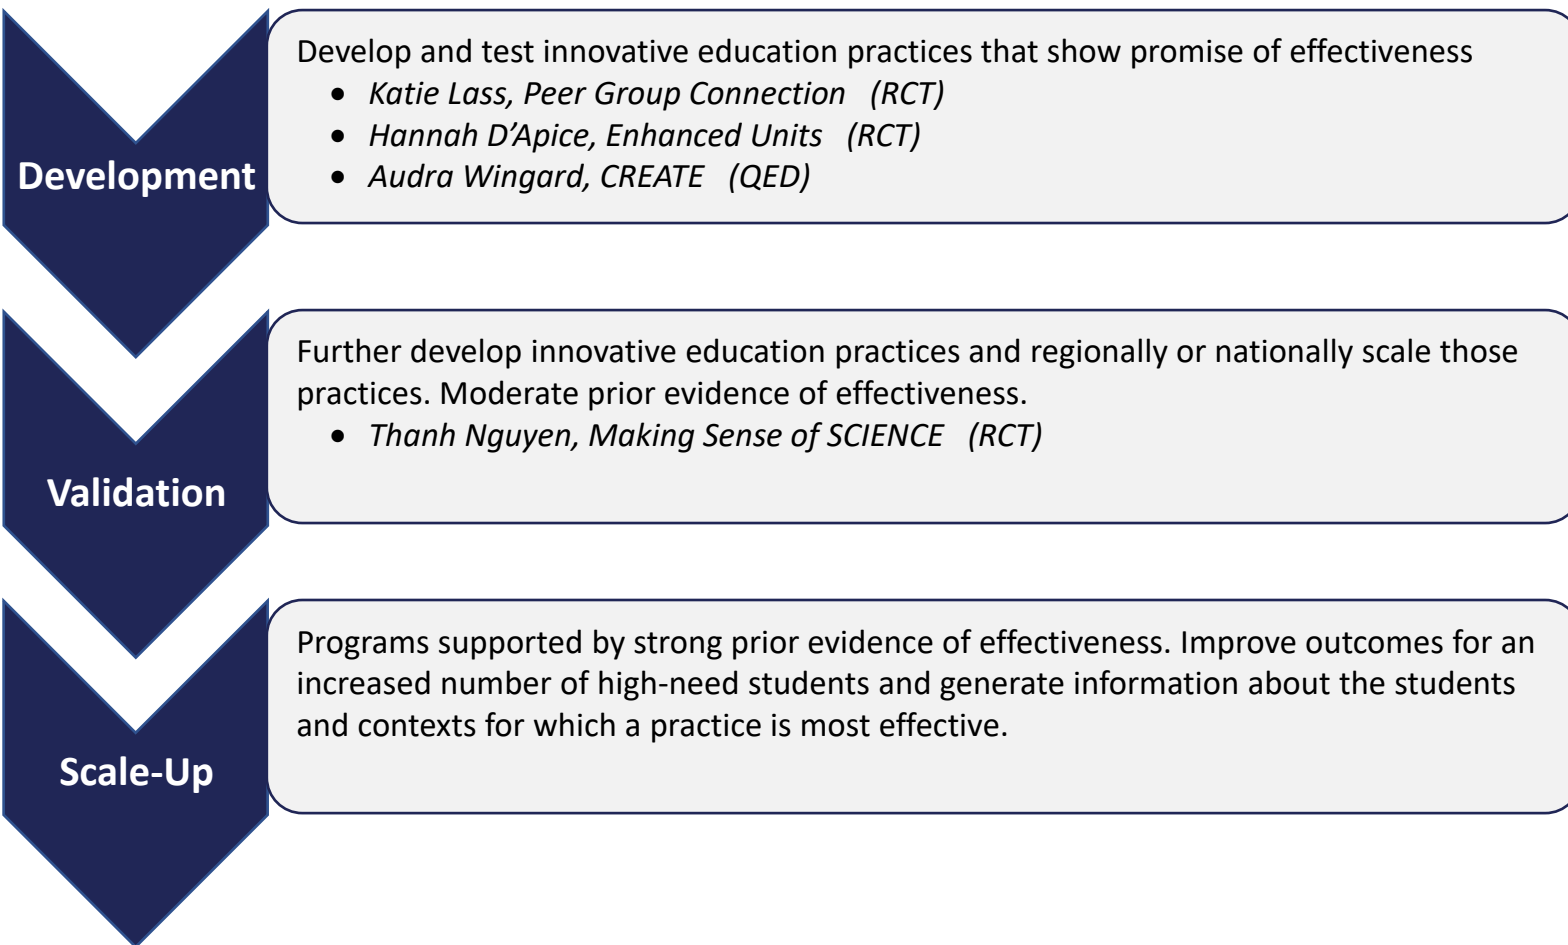 Development
Develop and test innovative education practices that show promise of effectiveness
• Katie Lass, Peer Group Connection (RCT)
• Hannah D’Apice, Enhanced Units (RCT)
• Audra Wingard, CREATE (QED)
Validation
Further develop innovative education practices and regionally or nationally scale those
practices. Moderate prior evidence of effectiveness.
• Thanh Nguyen, Making Sense of SCIENCE (RCT)
Scale-Up
Programs supported by strong prior evidence of effectiveness. Improve outcomes for an
increased number of high-need students and generate information about the students
and contexts for which a practice is most effective.